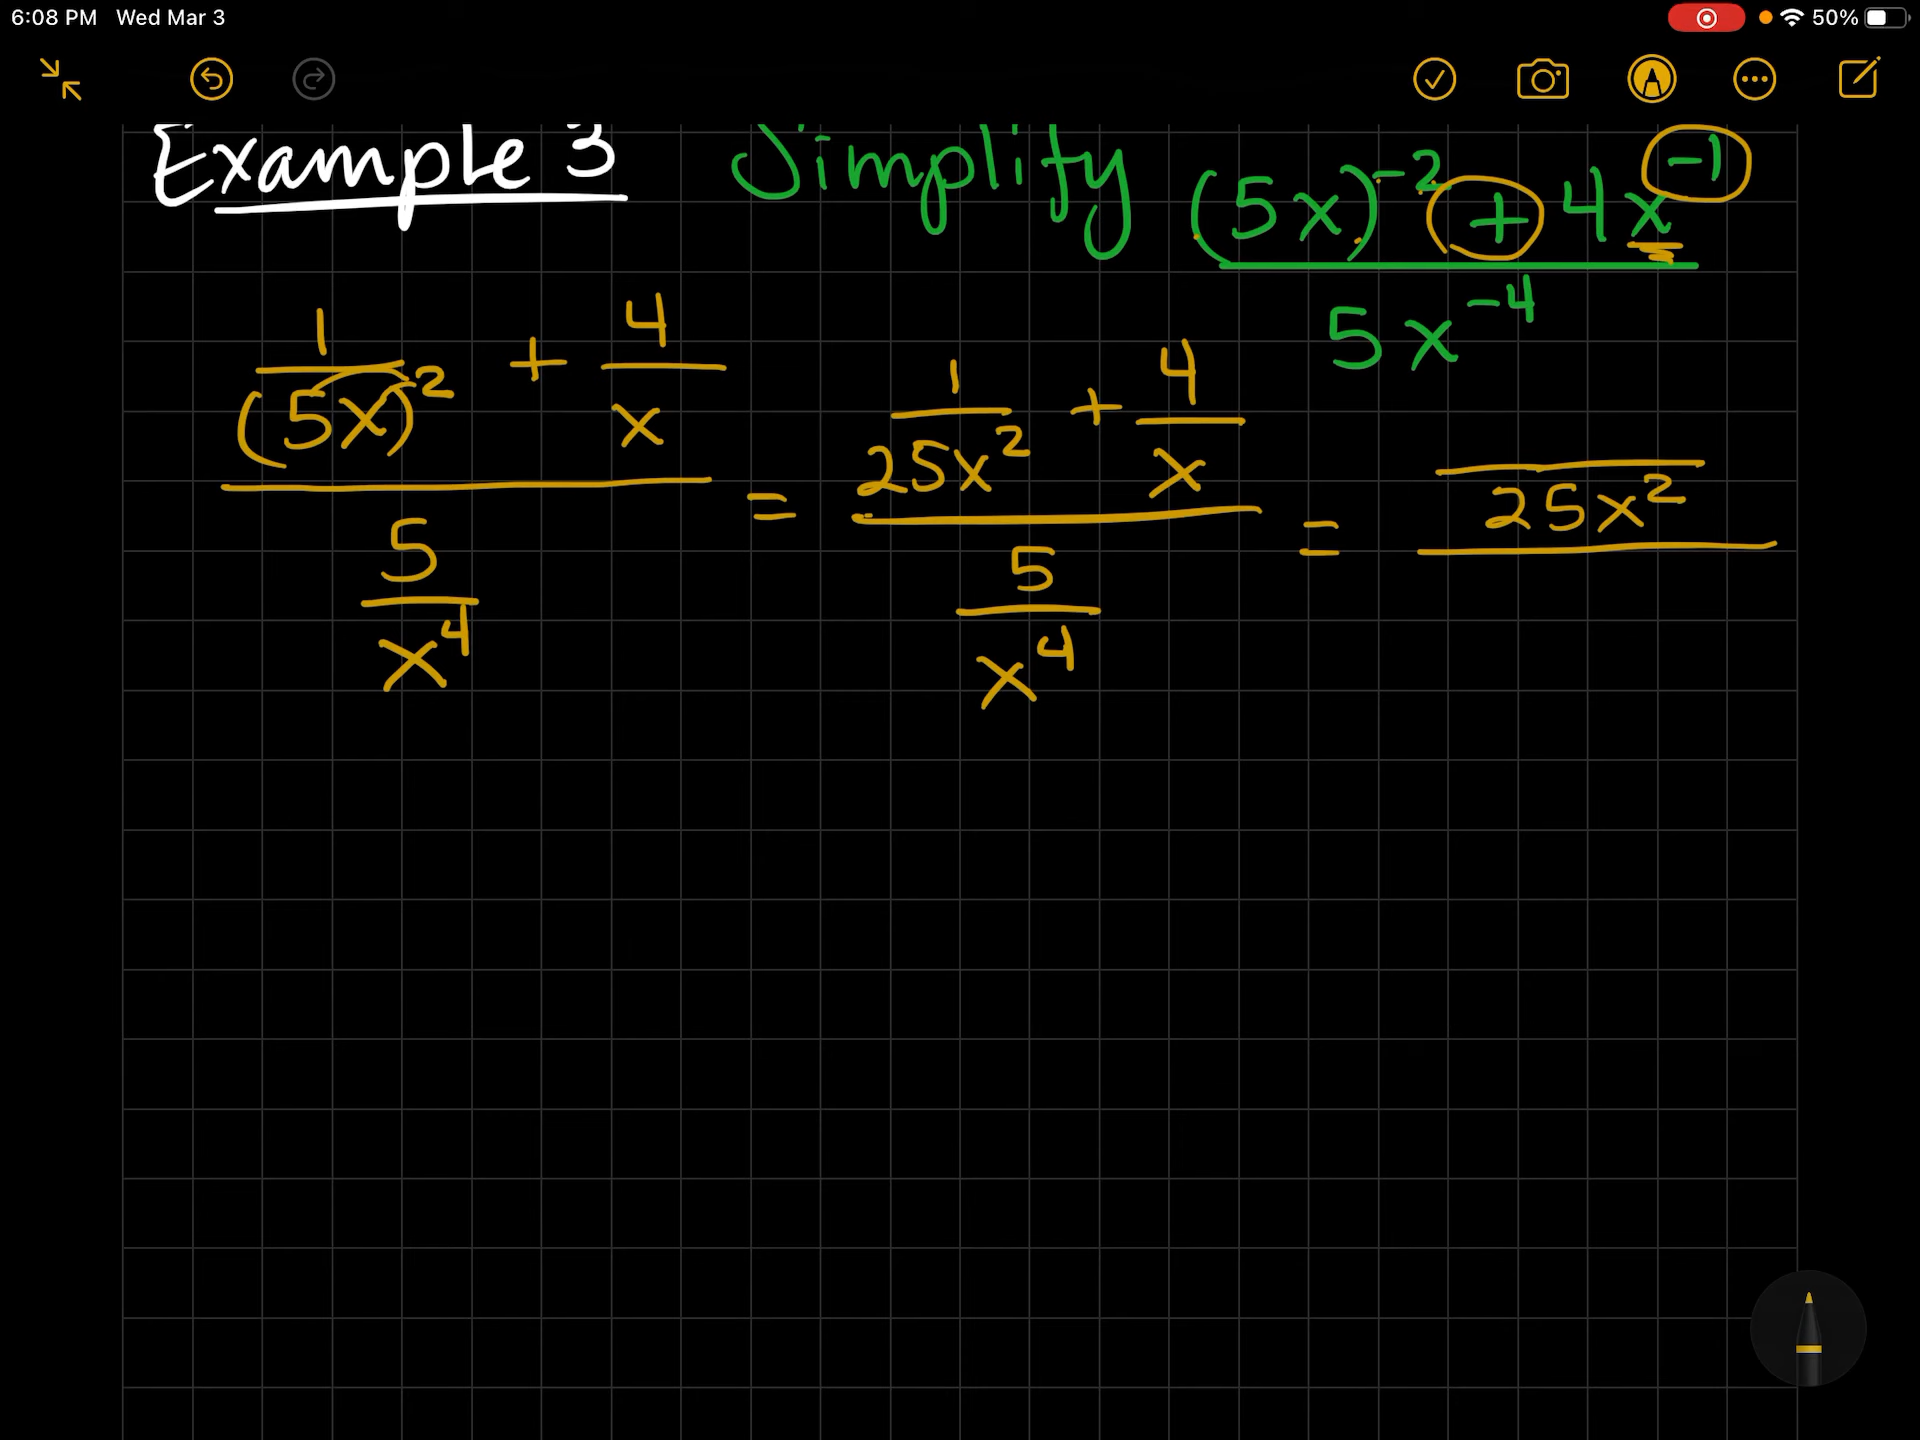 6:08 PM Wed Mar 3 50%
Example 3 Simplify ((5x)^-2 + 4x^-1) / (5x^-4)
(1/(5x)^2 + 4/x) / (5/x^4) = (1/(25x^2) + 4/x) / (5/x^4) = ( /25x^2) /